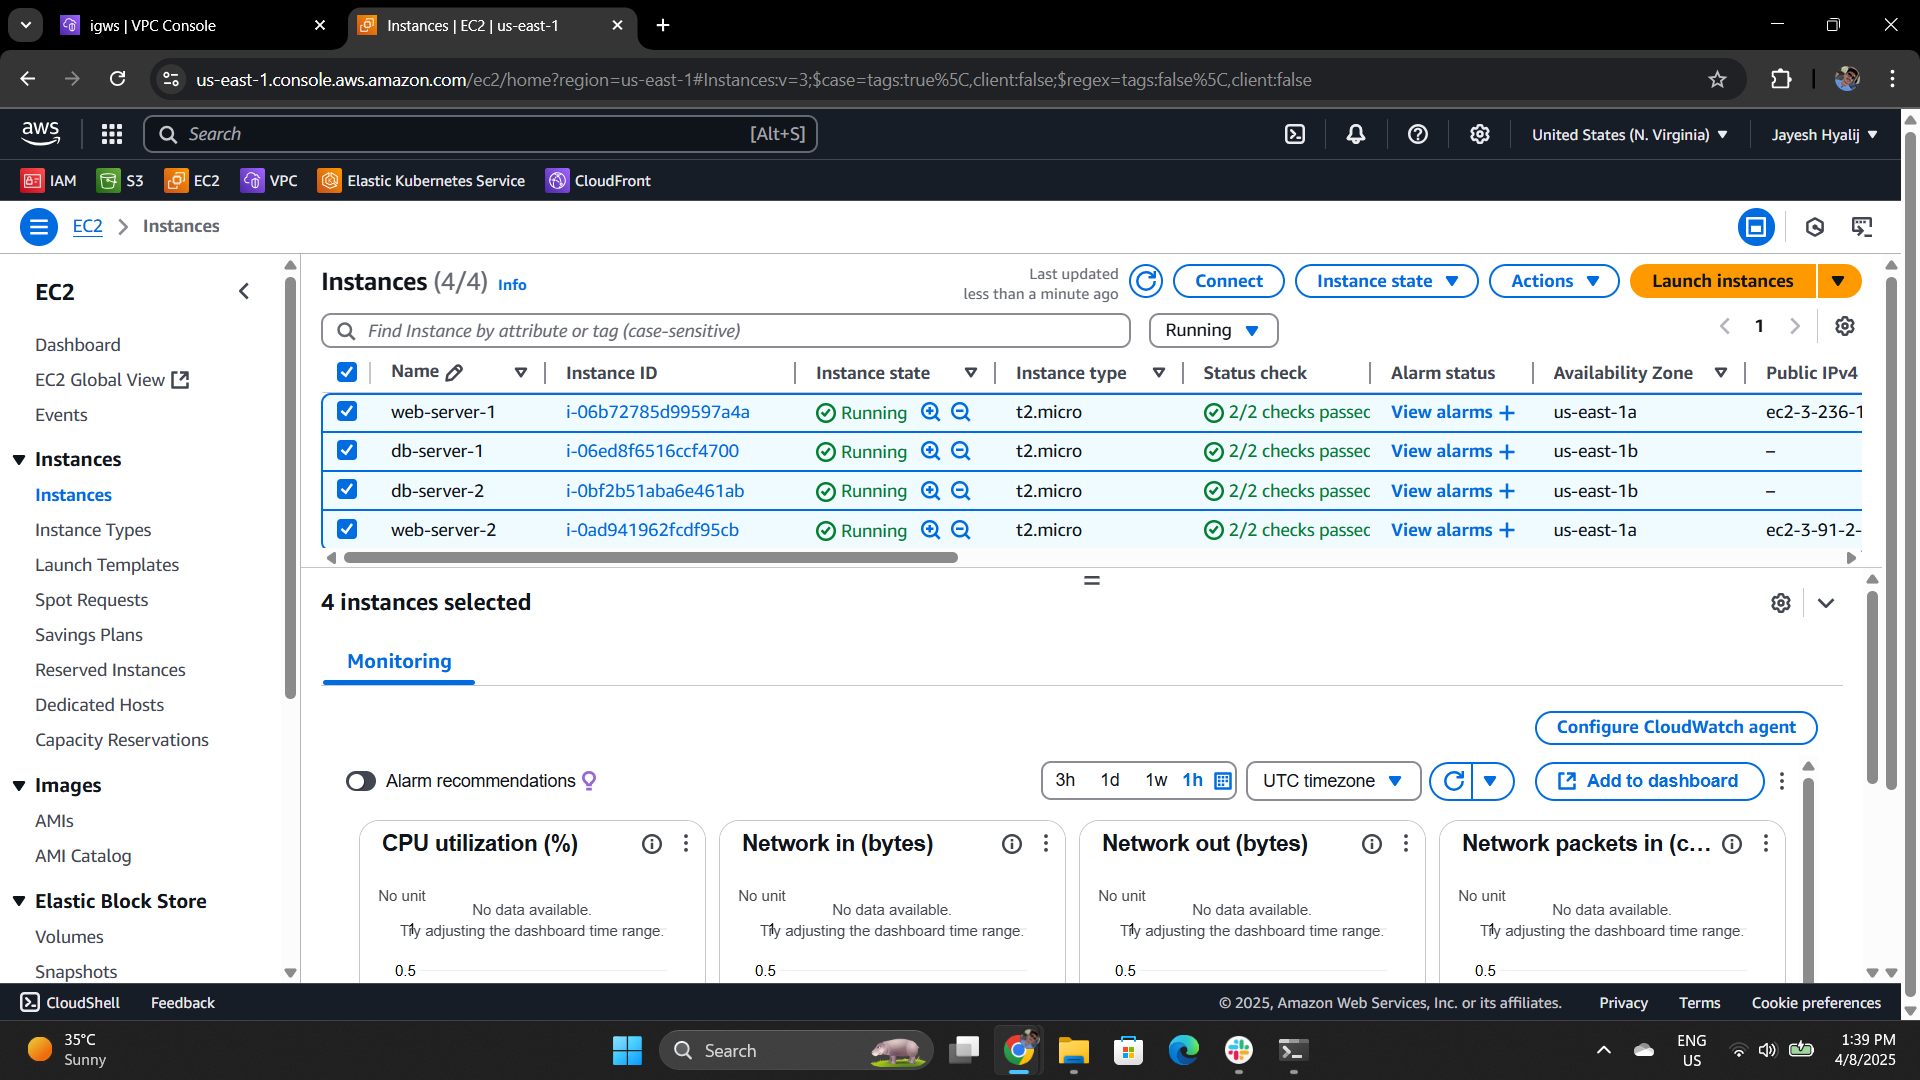 igws | VPC Console
Instances | EC2 | us-east-1
us-east-1.console.aws.amazon.com/ec2/home?region=us-east-1#Instances:v=3;$case=tags:true%5C,client:false;$regex=tags:false%5C,client:false
aws
Search [Alt+S]
United States (N. Virginia)
Jayesh Hyalij
IAM S3 EC2 VPC Elastic Kubernetes Service CloudFront
EC2 > Instances
EC2
Dashboard
EC2 Global View
Events
Instances
Instances
Instance Types
Launch Templates
Spot Requests
Savings Plans
Reserved Instances
Dedicated Hosts
Capacity Reservations
Images
AMIs
AMI Catalog
Elastic Block Store
Volumes
Snapshots
Instances (4/4) Info
Last updated
less than a minute ago
Connect Instance state Actions Launch instances
Find Instance by attribute or tag (case-sensitive)
Running
1
Name Instance ID Instance state Instance type Status check Alarm status Availability Zone Public IPv4
web-server-1 i-06b72785d99597a4a Running t2.micro 2/2 checks passec View alarms + us-east-1a ec2-3-236-1
db-server-1 i-06ed8f6516ccf4700 Running t2.micro 2/2 checks passec View alarms + us-east-1b –
db-server-2 i-0bf2b51aba6e461ab Running t2.micro 2/2 checks passec View alarms + us-east-1b –
web-server-2 i-0ad941962fcdf95cb Running t2.micro 2/2 checks passec View alarms + us-east-1a ec2-3-91-2-
4 instances selected
Monitoring
Configure CloudWatch agent
Alarm recommendations
3h 1d 1w 1h
UTC timezone
Add to dashboard
CPU utilization (%)
No unit
No data available.
Try adjusting the dashboard time range.
1
0.5
Network in (bytes)
No unit
No data available.
Try adjusting the dashboard time range.
1
0.5
Network out (bytes)
No unit
No data available.
Try adjusting the dashboard time range.
1
0.5
Network packets in (c...
No unit
No data available.
Try adjusting the dashboard time range.
1
0.5
CloudShell Feedback
© 2025, Amazon Web Services, Inc. or its affiliates. Privacy Terms Cookie preferences
35°C
Sunny
Search
ENG
US
1:39 PM
4/8/2025